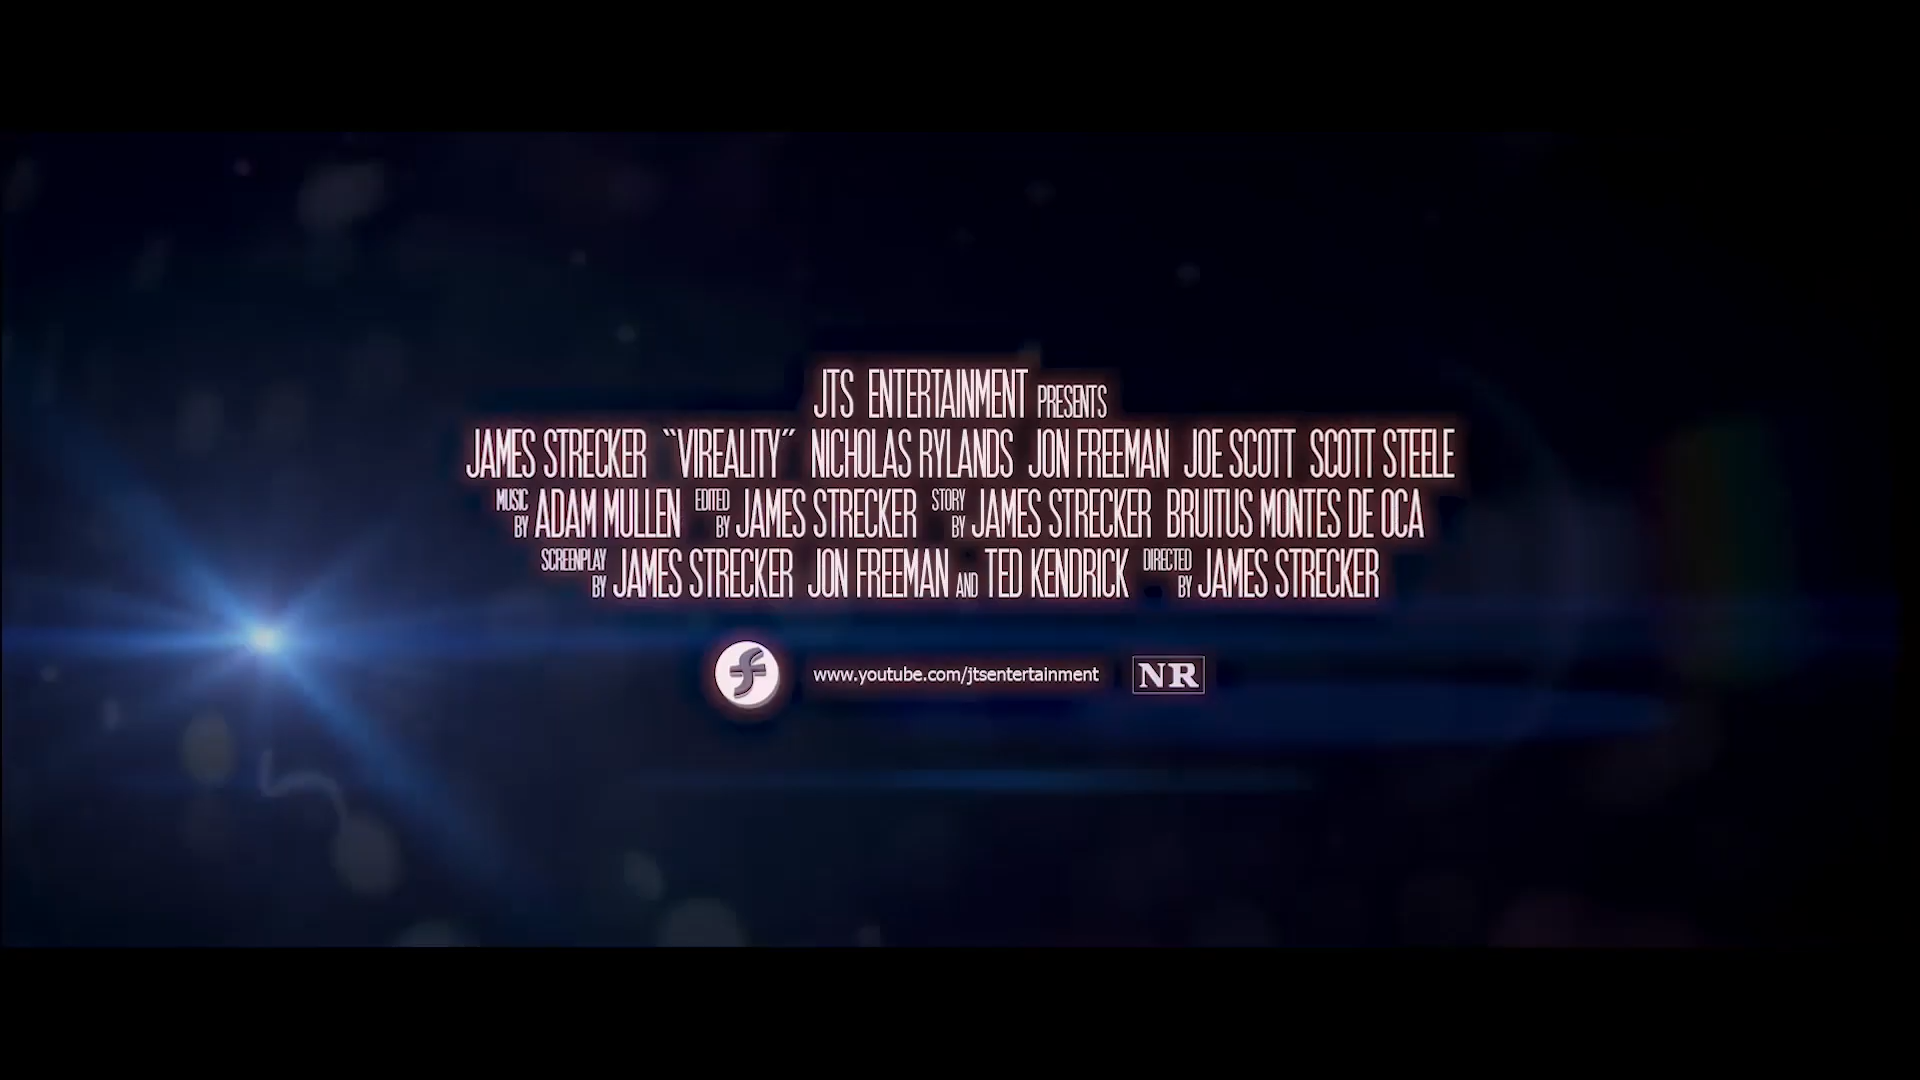 JTS ENTERTAINMENT PRESENTS
JAMES STRECKER "VIREALITY" NICHOLAS RYLANDS JON FREEMAN JOE SCOTT SCOTT STEELE
MUSIC BY ADAM MULLEN EDITED BY JAMES STRECKER STORY BY JAMES STRECKER BRUITUS MONTES DE OCA
SCREENPLAY BY JAMES STRECKER JON FREEMAN AND TED KENDRICK DIRECTED BY JAMES STRECKER
f www.youtube.com/jtsentertainment NR